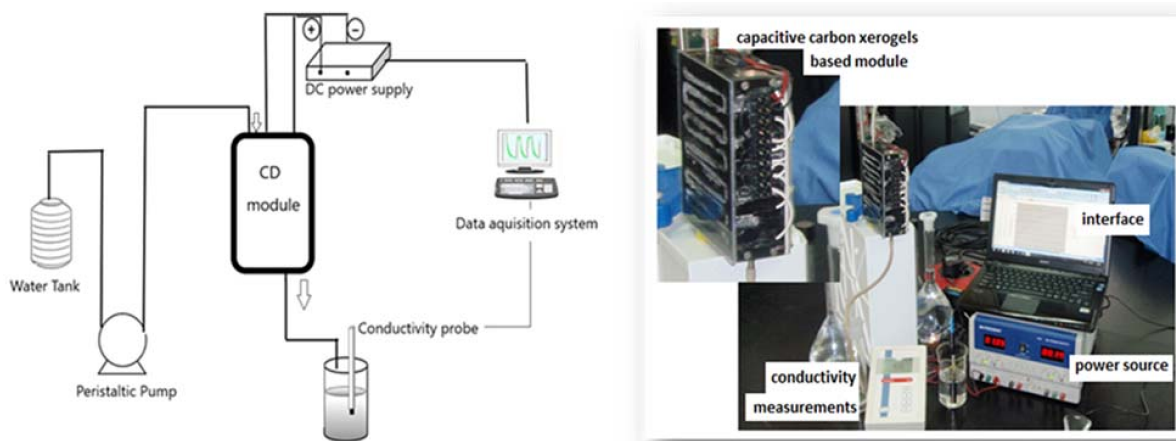 +
−
DC power supply
CD
module
Data aquisition system
Water Tank
Conductivity probe
Peristaltic Pump
capacitive carbon xerogels
based module
interface
power source
conductivity
measurements